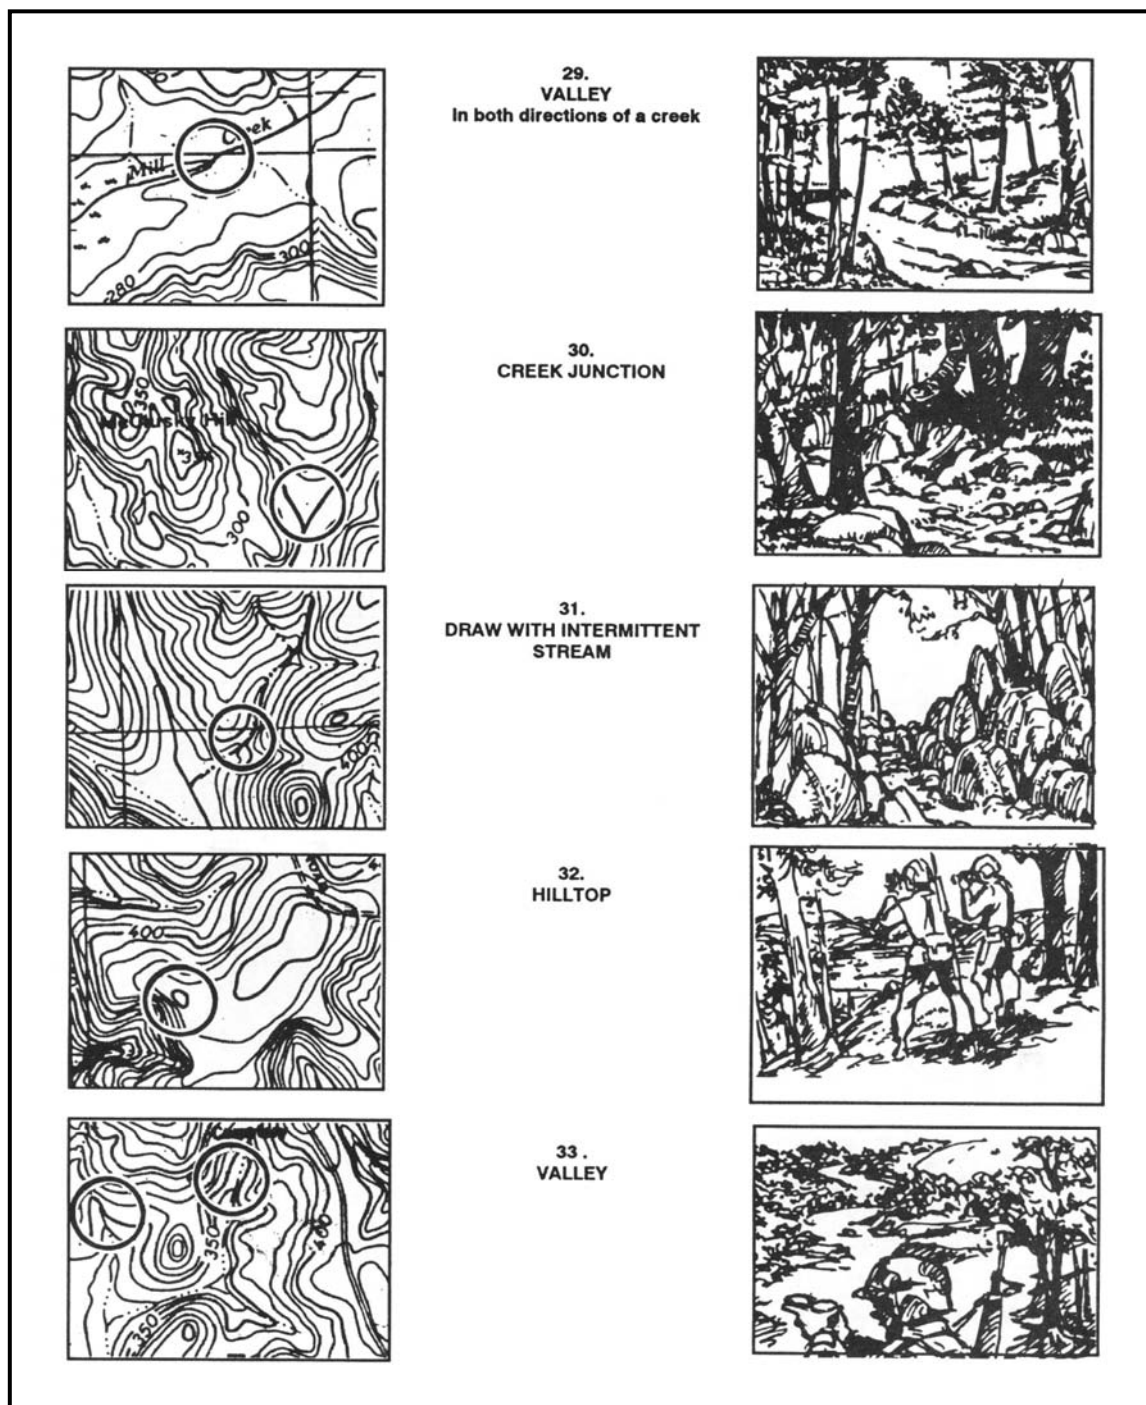 29.
VALLEY
In both directions of a creek
Creek
Mill
280
300
30.
CREEK JUNCTION
350
Hill
300
31.
DRAW WITH INTERMITTENT
STREAM
400
32.
HILLTOP
400
33 .
VALLEY
350
400
350